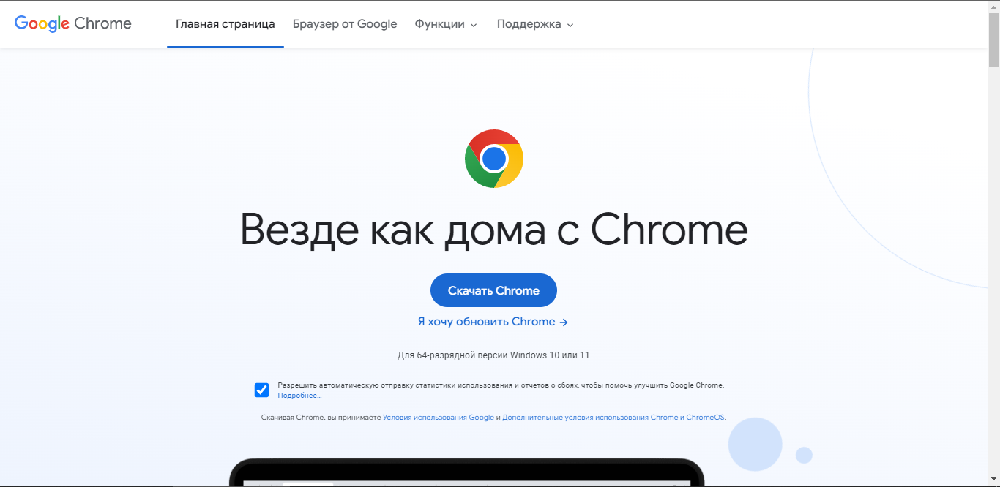 Google Chrome
Главная страница
Браузер от Google
Функции
Поддержка
Везде как дома с Chrome
Скачать Chrome
Я хочу обновить Chrome →
Для 64-разрядной версии Windows 10 или 11
Разрешить автоматическую отправку статистики использования и отчетов о сбоях, чтобы помочь улучшить Google Chrome.
Подробнее…
Скачивая Chrome, вы принимаете Условия использования Google и Дополнительные условия использования Chrome и ChromeOS.